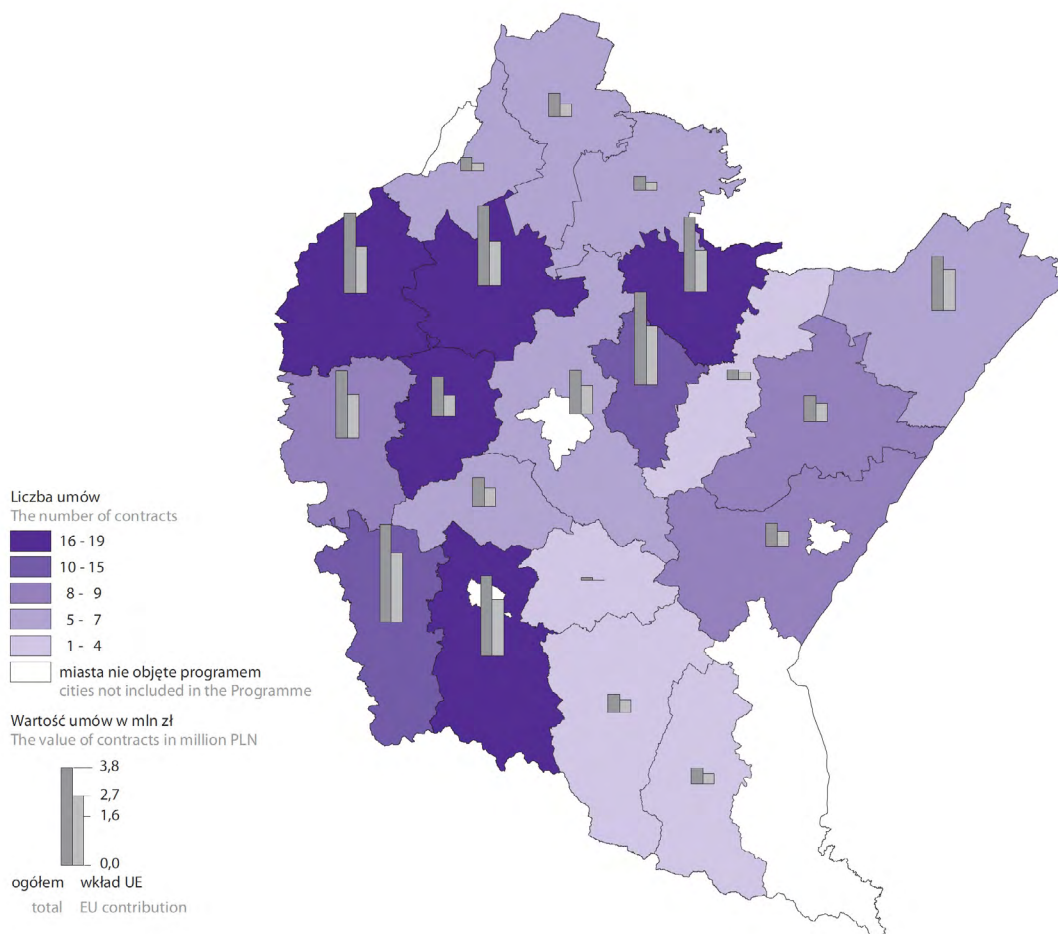 Liczba umów
The number of contracts
16 - 19
10 - 15
8 - 9
5 - 7
1 - 4
miasta nie objęte programem
cities not included in the Programme
Wartość umów w mln zł
The value of contracts in million PLN
3,8
2,7
1,6
0,0
ogółem wkład UE
total EU contribution